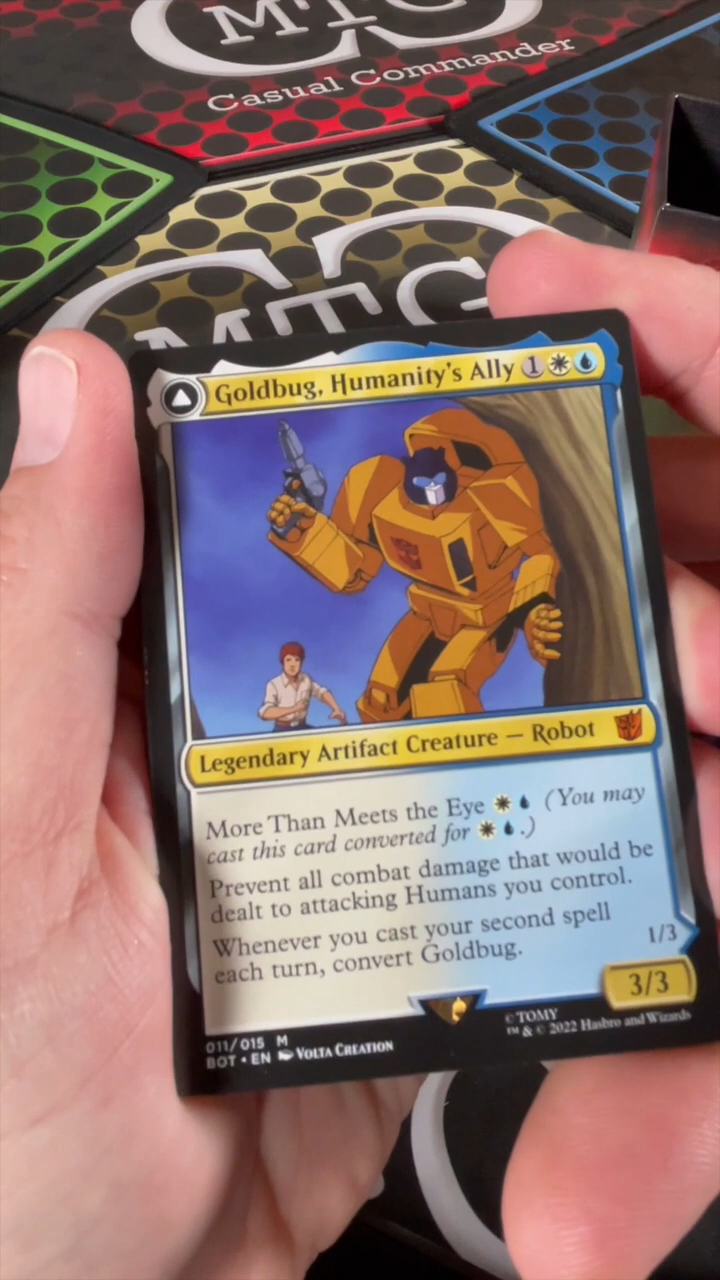 MTG
Casual Commander
MTG
Goldbug, Humanity's Ally 1
Legendary Artifact Creature — Robot
More Than Meets the Eye (You may
cast this card converted for .)
Prevent all combat damage that would be
dealt to attacking Humans you control.
Whenever you cast your second spell
each turn, convert Goldbug.
1/3
3/3
011/015 M
BOT • EN VOLTA CREATION
© TOMY
™ & © 2022 Hasbro and Wizards